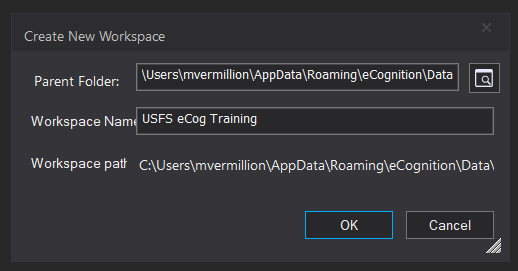 Create New Workspace
Parent Folder: \Users\mvermillion\AppData\Roaming\eCognition\Data
Workspace Name USFS eCog Training
Workspace path C:\Users\mvermillion\AppData\Roaming\eCognition\Data\
OK Cancel